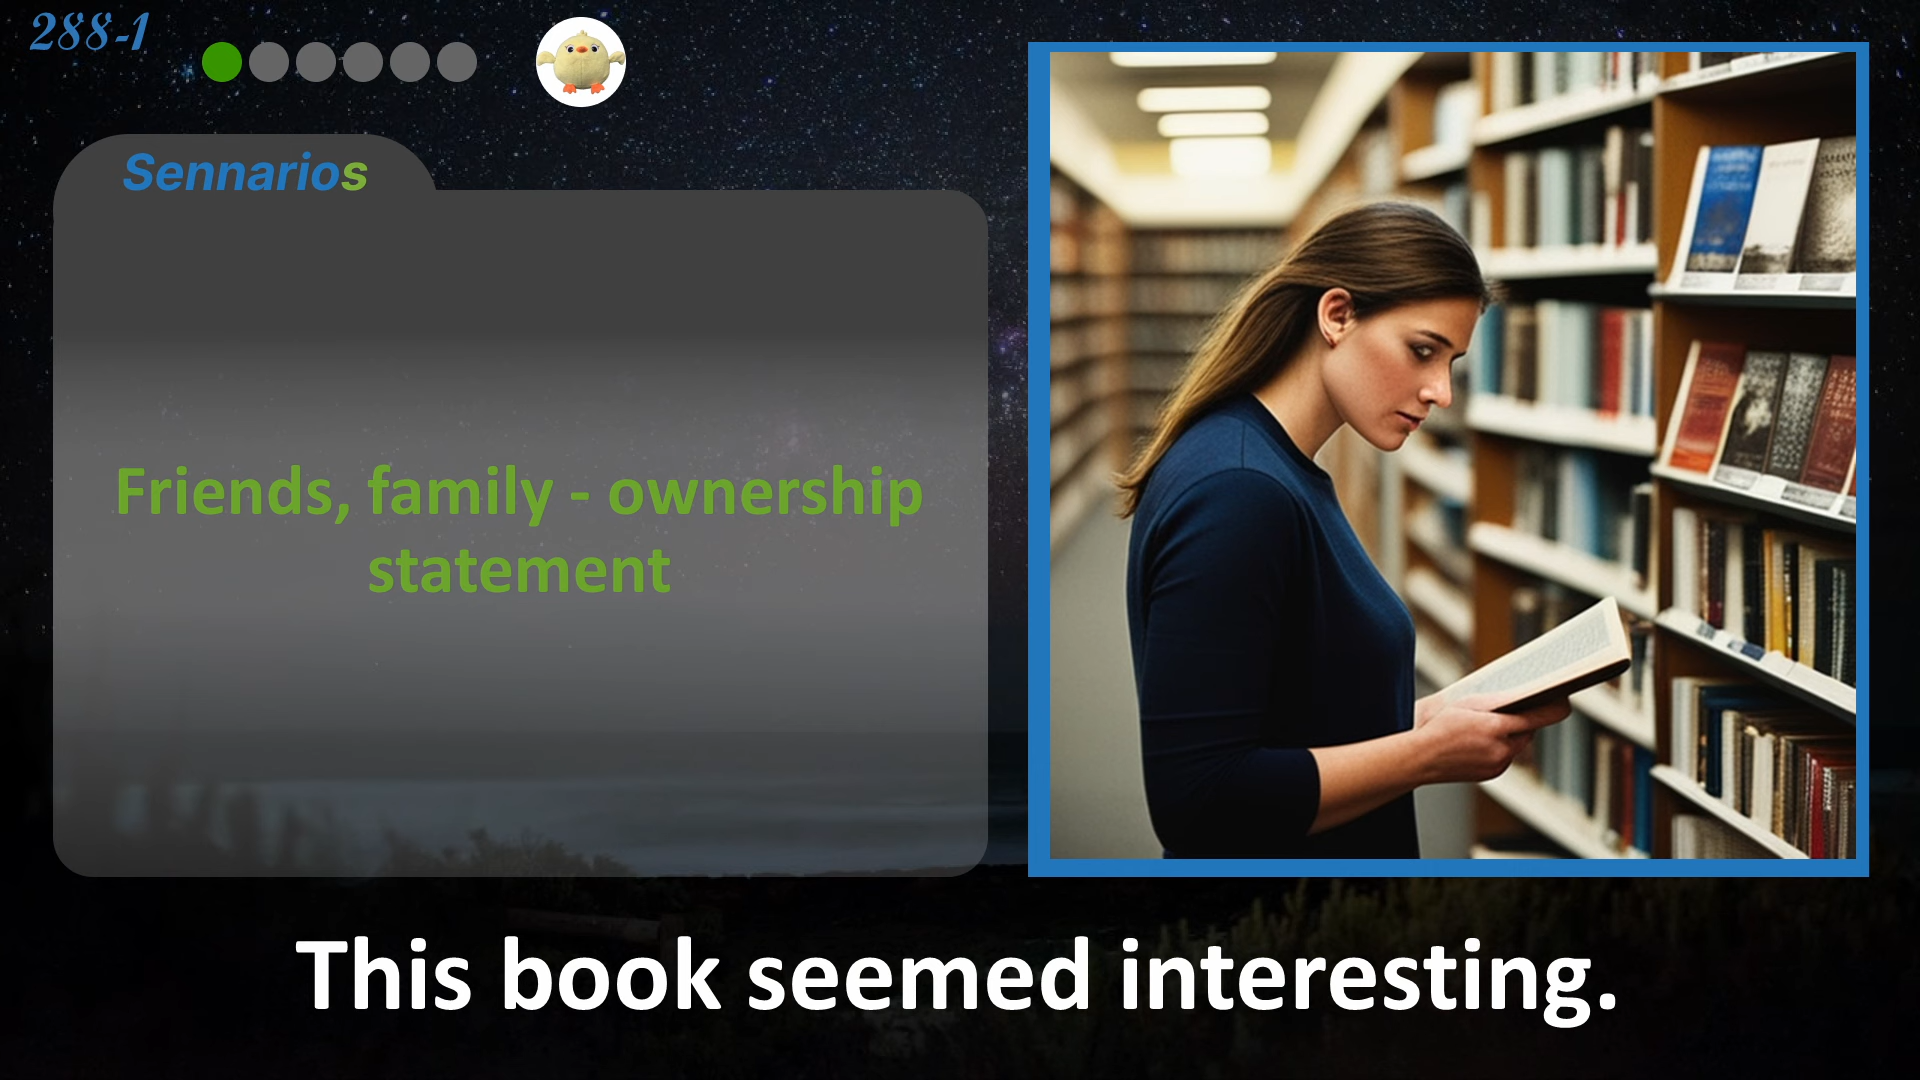 288-1
Sennarios
Friends, family - ownership
statement
This book seemed interesting.